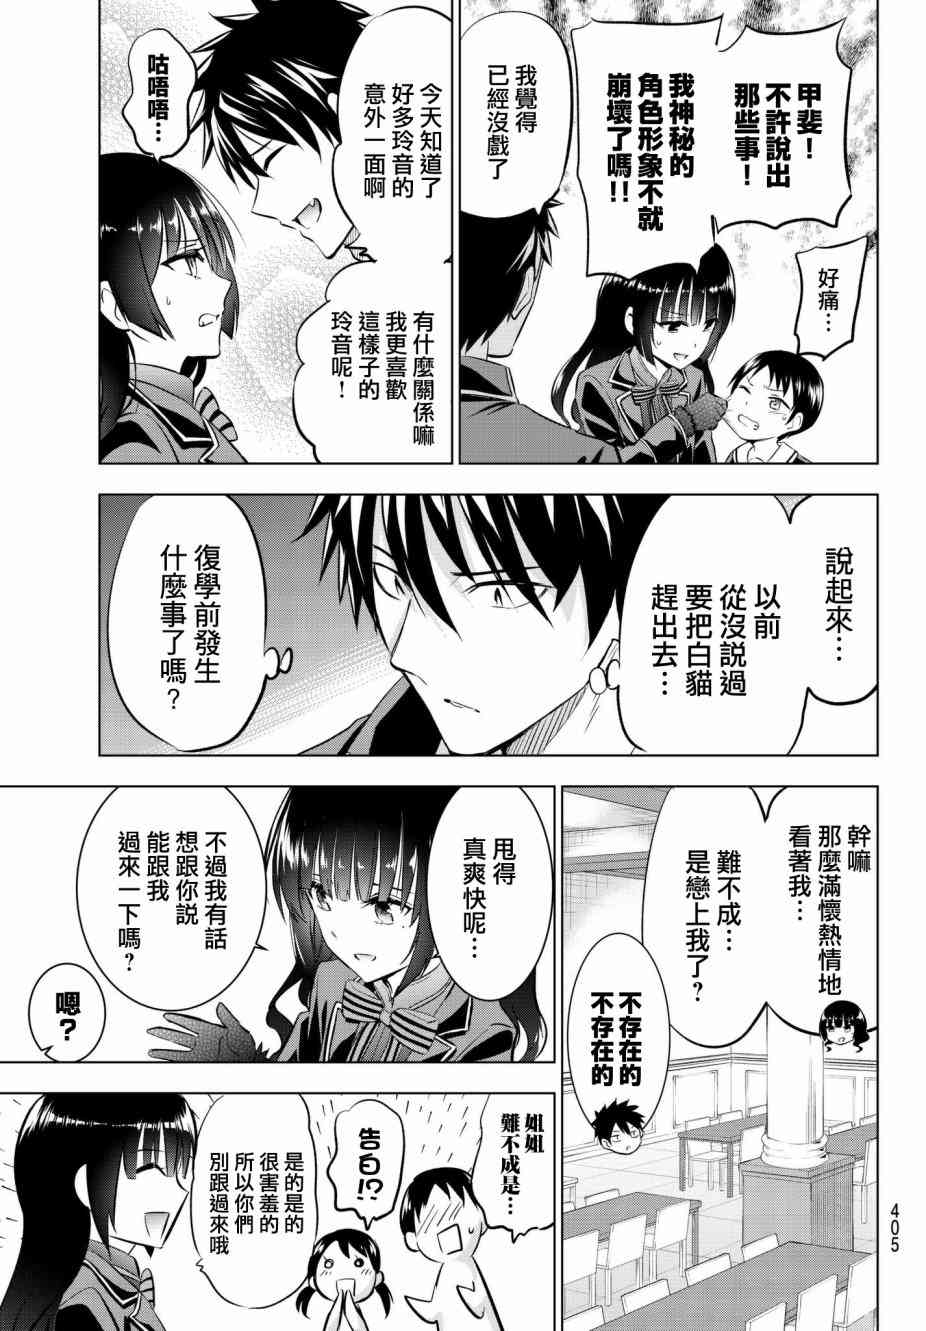 甲斐！
不許說出
那些事！
我神秘的
角色形象不就
崩壞了嗎!!
好痛…
我覺得
已經沒戲了
今天知道了
好多玲音的
意外一面啊
咕唔唔…
有什麼關係嘛
我更喜歡
這樣子的
玲音呢！
說起來…
以前
從沒說過
要把白貓
趕出去…
復學前發生
什麼事了嗎？
幹嘛
那麼滿懷熱情地
看著我…
難不成…
是戀上我了？
不存在的
不存在的
甩得
真爽快呢…
不過我有話
想跟你說
能跟我
過來一下嗎？
嗯？
姐姐
難不成是…
告白!?
是的是的
很害羞的
所以你們
別跟過來哦
405